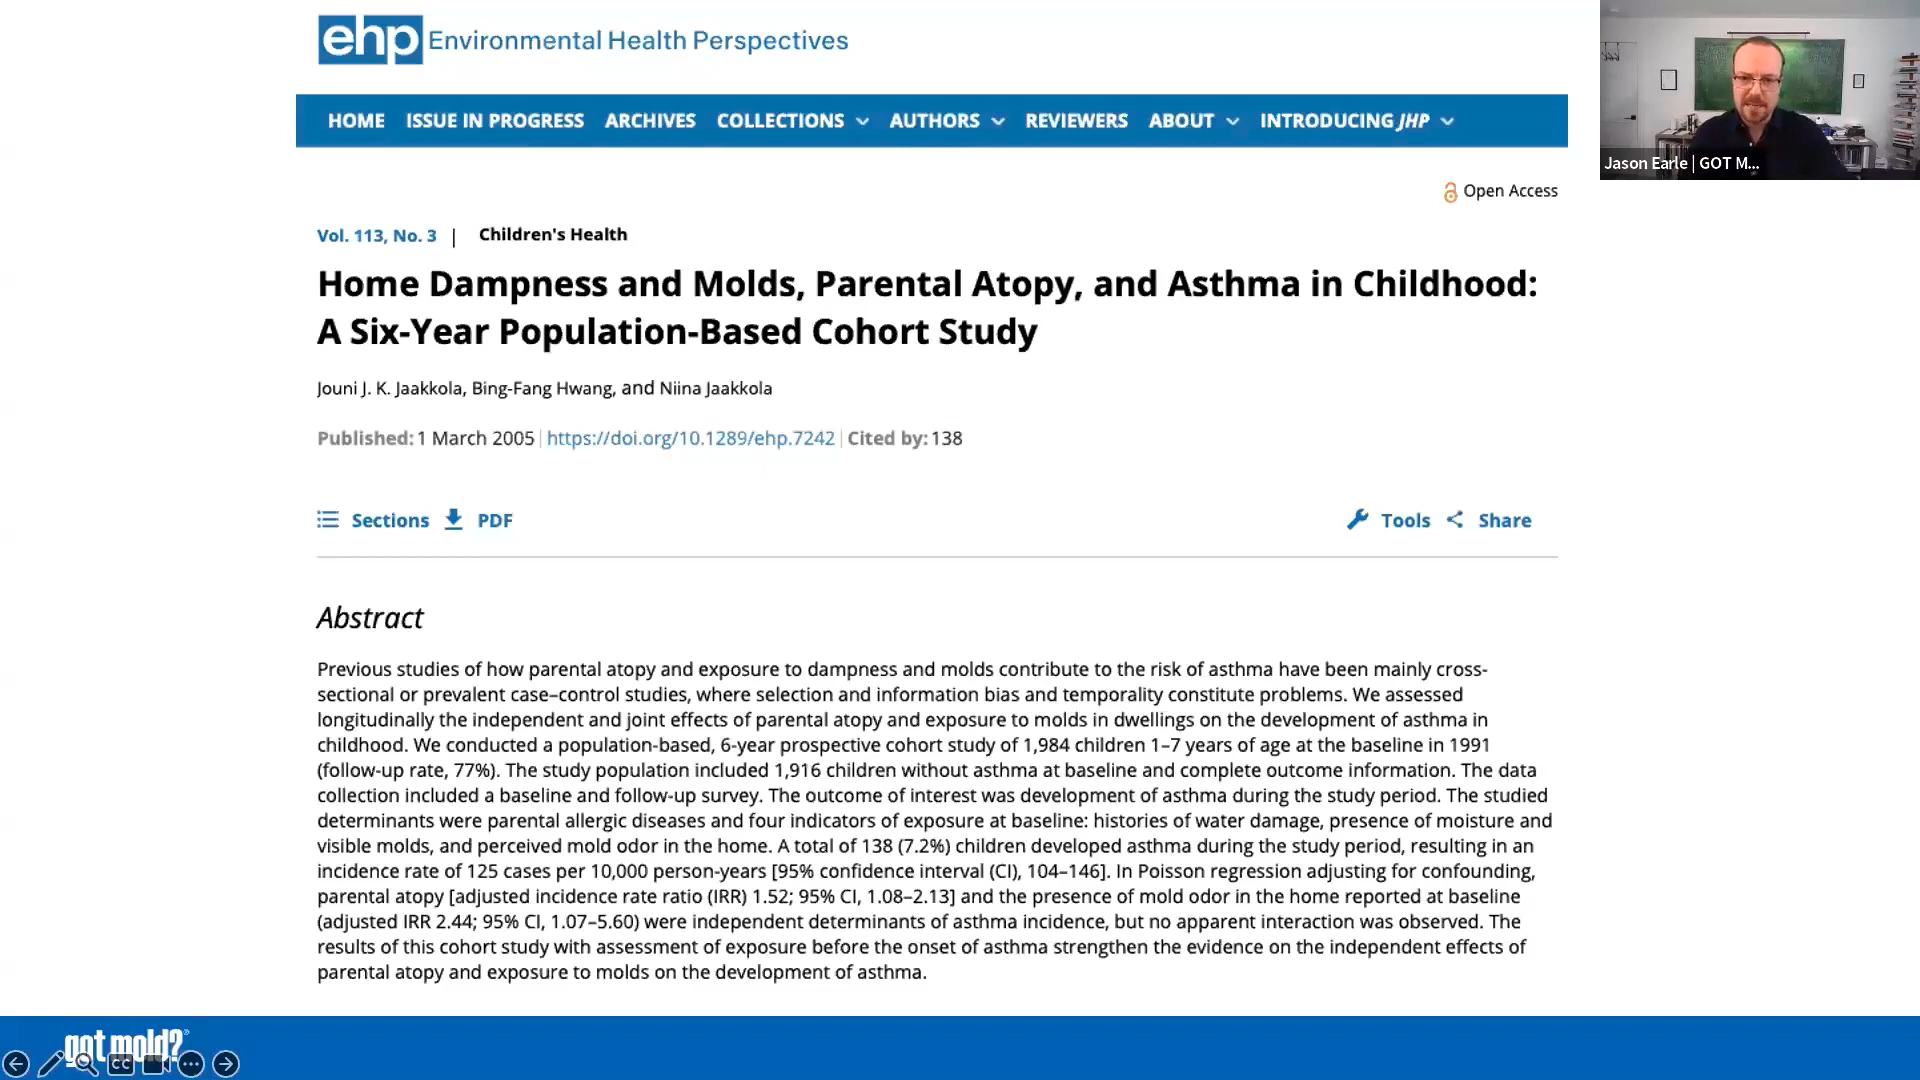 ehp Environmental Health Perspectives
HOME ISSUE IN PROGRESS ARCHIVES COLLECTIONS AUTHORS REVIEWERS ABOUT INTRODUCING JHP
Jason Earle | GOT M...
Open Access
Vol. 113, No. 3 | Children's Health
Home Dampness and Molds, Parental Atopy, and Asthma in Childhood:
A Six-Year Population-Based Cohort Study
Jouni J. K. Jaakkola, Bing-Fang Hwang, and Niina Jaakkola
Published: 1 March 2005 | https://doi.org/10.1289/ehp.7242 | Cited by: 138
Sections PDF Tools Share
Abstract
Previous studies of how parental atopy and exposure to dampness and molds contribute to the risk of asthma have been mainly cross-
sectional or prevalent case–control studies, where selection and information bias and temporality constitute problems. We assessed
longitudinally the independent and joint effects of parental atopy and exposure to molds in dwellings on the development of asthma in
childhood. We conducted a population-based, 6-year prospective cohort study of 1,984 children 1–7 years of age at the baseline in 1991
(follow-up rate, 77%). The study population included 1,916 children without asthma at baseline and complete outcome information. The data
collection included a baseline and follow-up survey. The outcome of interest was development of asthma during the study period. The studied
determinants were parental allergic diseases and four indicators of exposure at baseline: histories of water damage, presence of moisture and
visible molds, and perceived mold odor in the home. A total of 138 (7.2%) children developed asthma during the study period, resulting in an
incidence rate of 125 cases per 10,000 person-years [95% confidence interval (CI), 104–146]. In Poisson regression adjusting for confounding,
parental atopy [adjusted incidence rate ratio (IRR) 1.52; 95% CI, 1.08–2.13] and the presence of mold odor in the home reported at baseline
(adjusted IRR 2.44; 95% CI, 1.07–5.60) were independent determinants of asthma incidence, but no apparent interaction was observed. The
results of this cohort study with assessment of exposure before the onset of asthma strengthen the evidence on the independent effects of
parental atopy and exposure to molds on the development of asthma.
got mold?®
CC